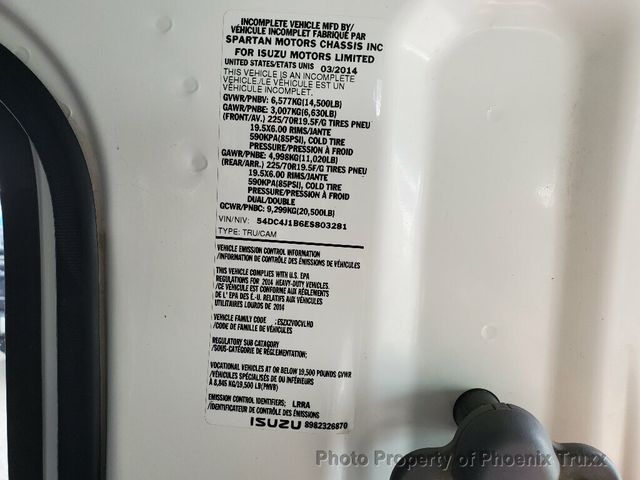 INCOMPLETE VEHICLE MFD BY/
VÉHICULE INCOMPLET FABRIQUÉ PAR
SPARTAN MOTORS CHASSIS INC
FOR ISUZU MOTORS LIMITED
UNITED STATES/ETATS UNIS 03/2014
THIS VEHICLE IS AN INCOMPLETE
VEHICLE./LE VÉHICULE EST UN
VÉHICULE INCOMPLET.
GVWR/PNBV: 6,577KG(14,500LB)
GAWR/PNBE: 3,007KG(6,630LB)
(FRONT/AV.) 225/70R19.5F/G TIRES PNEU
19.5X6.00 RIMS/JANTE
590KPA(85PSI), COLD TIRE
PRESSURE/PRESSION À FROID
GAWR/PNBE: 4,998KG(11,020LB)
(REAR/ARR.) 225/70R19.5F/G TIRES PNEU
19.5X6.00 RIMS/JANTE
590KPA(85PSI), COLD TIRE
PRESSURE/PRESSION À FROID
DUAL/DOUBLE
GCWR/PNBC: 9,299KG(20,500LB)
VIN/NIV: 54DC4J1B6ES803281
TYPE: TRU/CAM
VEHICLE EMISSION CONTROL INFORMATION
/INFORMATION DE CONTRÔLE DES ÉMISSIONS DE VÉHICULES
THIS VEHICLE COMPLIES WITH U.S. EPA
REGULATIONS FOR 2014 HEAVY-DUTY VEHICLES.
/CE VÉHICULE EST CONFORME AUX RÈGLEMENTS
DE L' EPA DES É.-U. RELATIFS AUX VÉHICULES
UTILITAIRES LOURDS DE 2014
VEHICLE FAMILY CODE :ESZX2VOCVLHD
/CODE DE FAMILLE DE VÉHICULES
REGULATORY SUB CATAGORY
/SOUS-CATÉGORIE DE RÉGLEMENTATION;
VOCATIONAL VEHICLES AT OR BELOW 19,500 POUNDS GVWR
/VÉHICULES SPÉCIALISÉS DE OU INFÉRIEURS
À 8,845 KG/19,500 LB(PNVB)
EMISSION CONTROL IDENTIFIERS; LRRA
/IDENTIFICATEUR DE CONTRÔLE DES ÉMISSIONS
ISUZU 8982326870
Photo Property of Phoenix Truxx